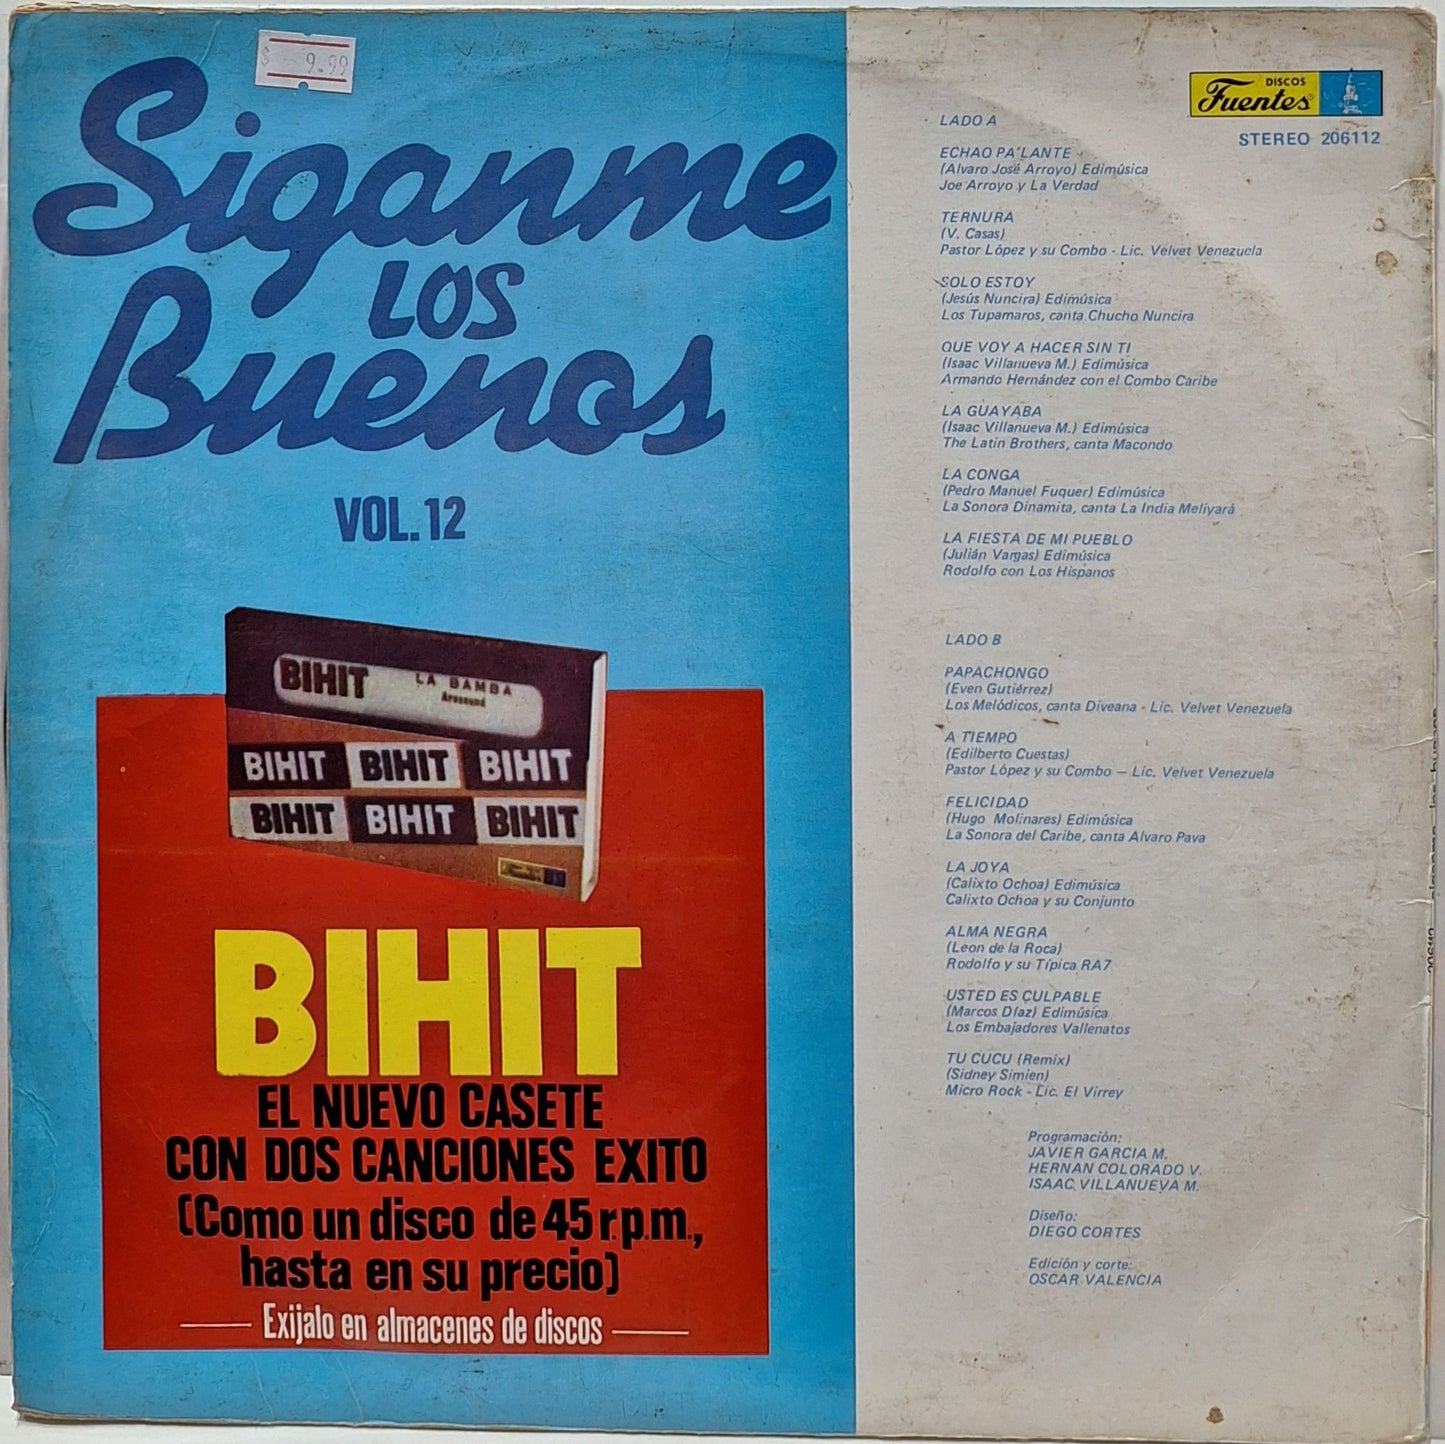 $ 9.99
Siganme
LOS
Buenos
VOL. 12
BIHIT
LA BAMBA
BIHIT BIHIT BIHIT
BIHIT BIHIT BIHIT
BIHIT
EL NUEVO CASETE
CON DOS CANCIONES EXITO
(Como un disco de 45 r.p.m.,
hasta en su precio)
Exijalo en almacenes de discos
DISCOS
Fuentes®
STEREO 206112
LADO A
ECHAO PA'LANTE
(Alvaro José Arroyo) Edimúsica
Joe Arroyo y La Verdad
TERNURA
(V. Casas)
Pastor López y su Combo - Lic. Velvet Venezuela
SOLO ESTOY
(Jesús Nuncira) Edimúsica
Los Tupamaros, canta Chucho Nuncira
QUE VOY A HACER SIN TI
(Isaac Villanueva M.) Edimúsica
Armando Hernández con el Combo Caribe
LA GUAYABA
(Isaac Villanueva M.) Edimúsica
The Latin Brothers, canta Macondo
LA CONGA
(Pedro Manuel Fuquer) Edimúsica
La Sonora Dinamita, canta La India Meliyará
LA FIESTA DE MI PUEBLO
(Julián Vargas) Edimúsica
Rodolfo con Los Hispanos
LADO B
PAPACHONGO
(Even Gutiérrez)
Los Melódicos, canta Diveana - Lic. Velvet Venezuela
A TIEMPO
(Edilberto Cuestas)
Pastor López y su Combo — Lic. Velvet Venezuela
FELICIDAD
(Hugo Molinares) Edimúsica
La Sonora del Caribe, canta Alvaro Pava
LA JOYA
(Calixto Ochoa) Edimúsica
Calixto Ochoa y su Conjunto
ALMA NEGRA
(Leon de la Roca)
Rodolfo y su Típica RA7
USTED ES CULPABLE
(Marcos Díaz) Edimúsica
Los Embajadores Vallenatos
TU CUCU (Remix)
(Sidney Simien)
Micro Rock - Lic. El Virrey
Programación:
JAVIER GARCIA M.
HERNAN COLORADO V.
ISAAC VILLANUEVA M.
Diseño:
DIEGO CORTES
Edición y corte:
OSCAR VALENCIA